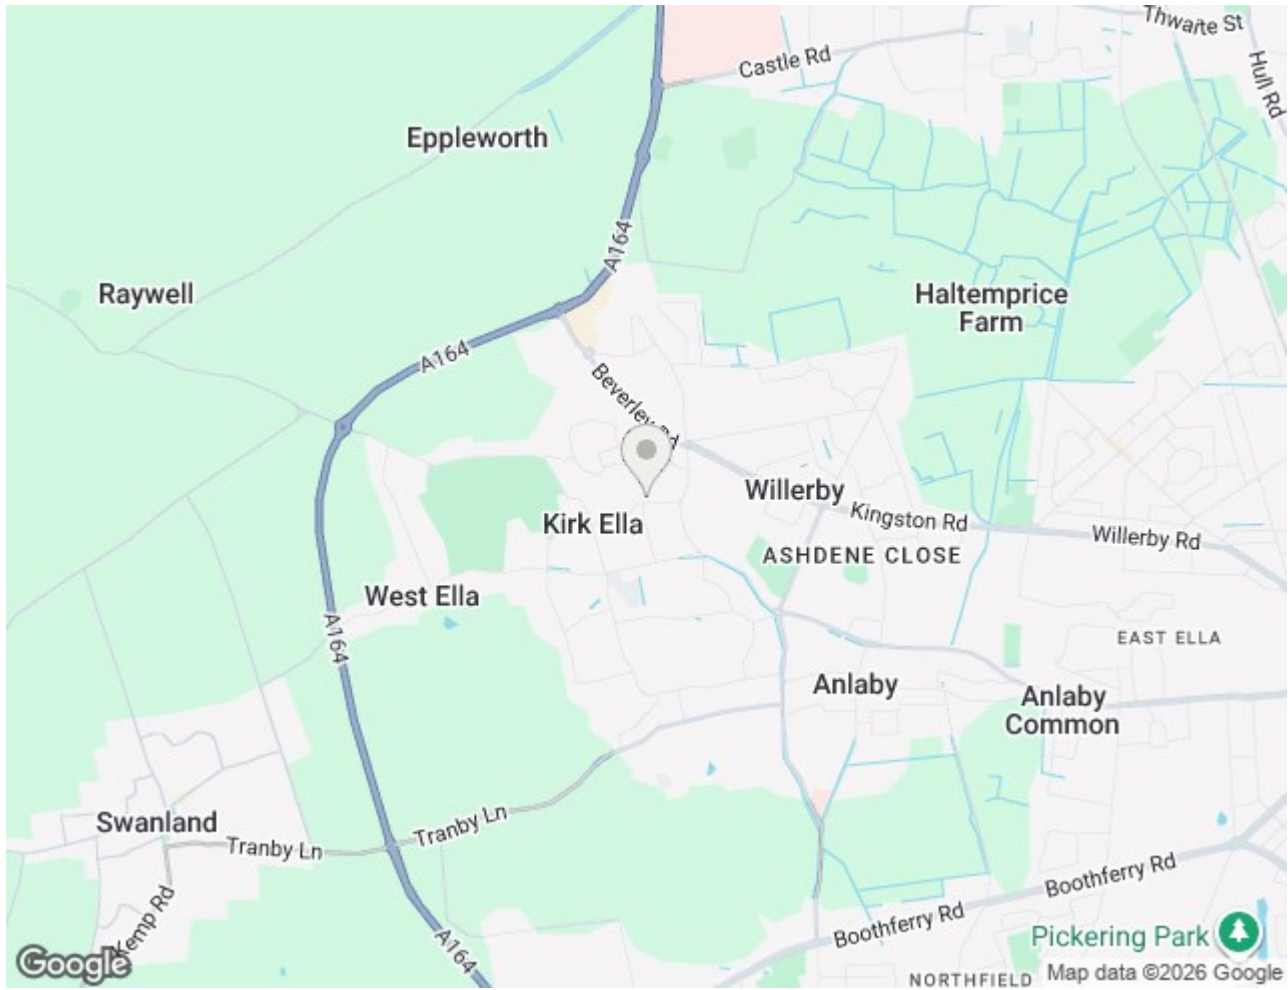 Thwaite St
Castle Rd
Hull Rd
Eppleworth
A164
Raywell
Haltemprice
Farm
A164
Beverley Rd
Willerby
Kingston Rd
Kirk Ella
Willerby Rd
ASHDENE CLOSE
West Ella
A164
EAST ELLA
Anlaby
Anlaby
Common
Swanland
Tranby Ln
Tranby Ln
Boothferry Rd
Kemp Rd
Boothferry Rd
A164
Pickering Park
NORTHFIELD
Google
Map data ©2026 Google